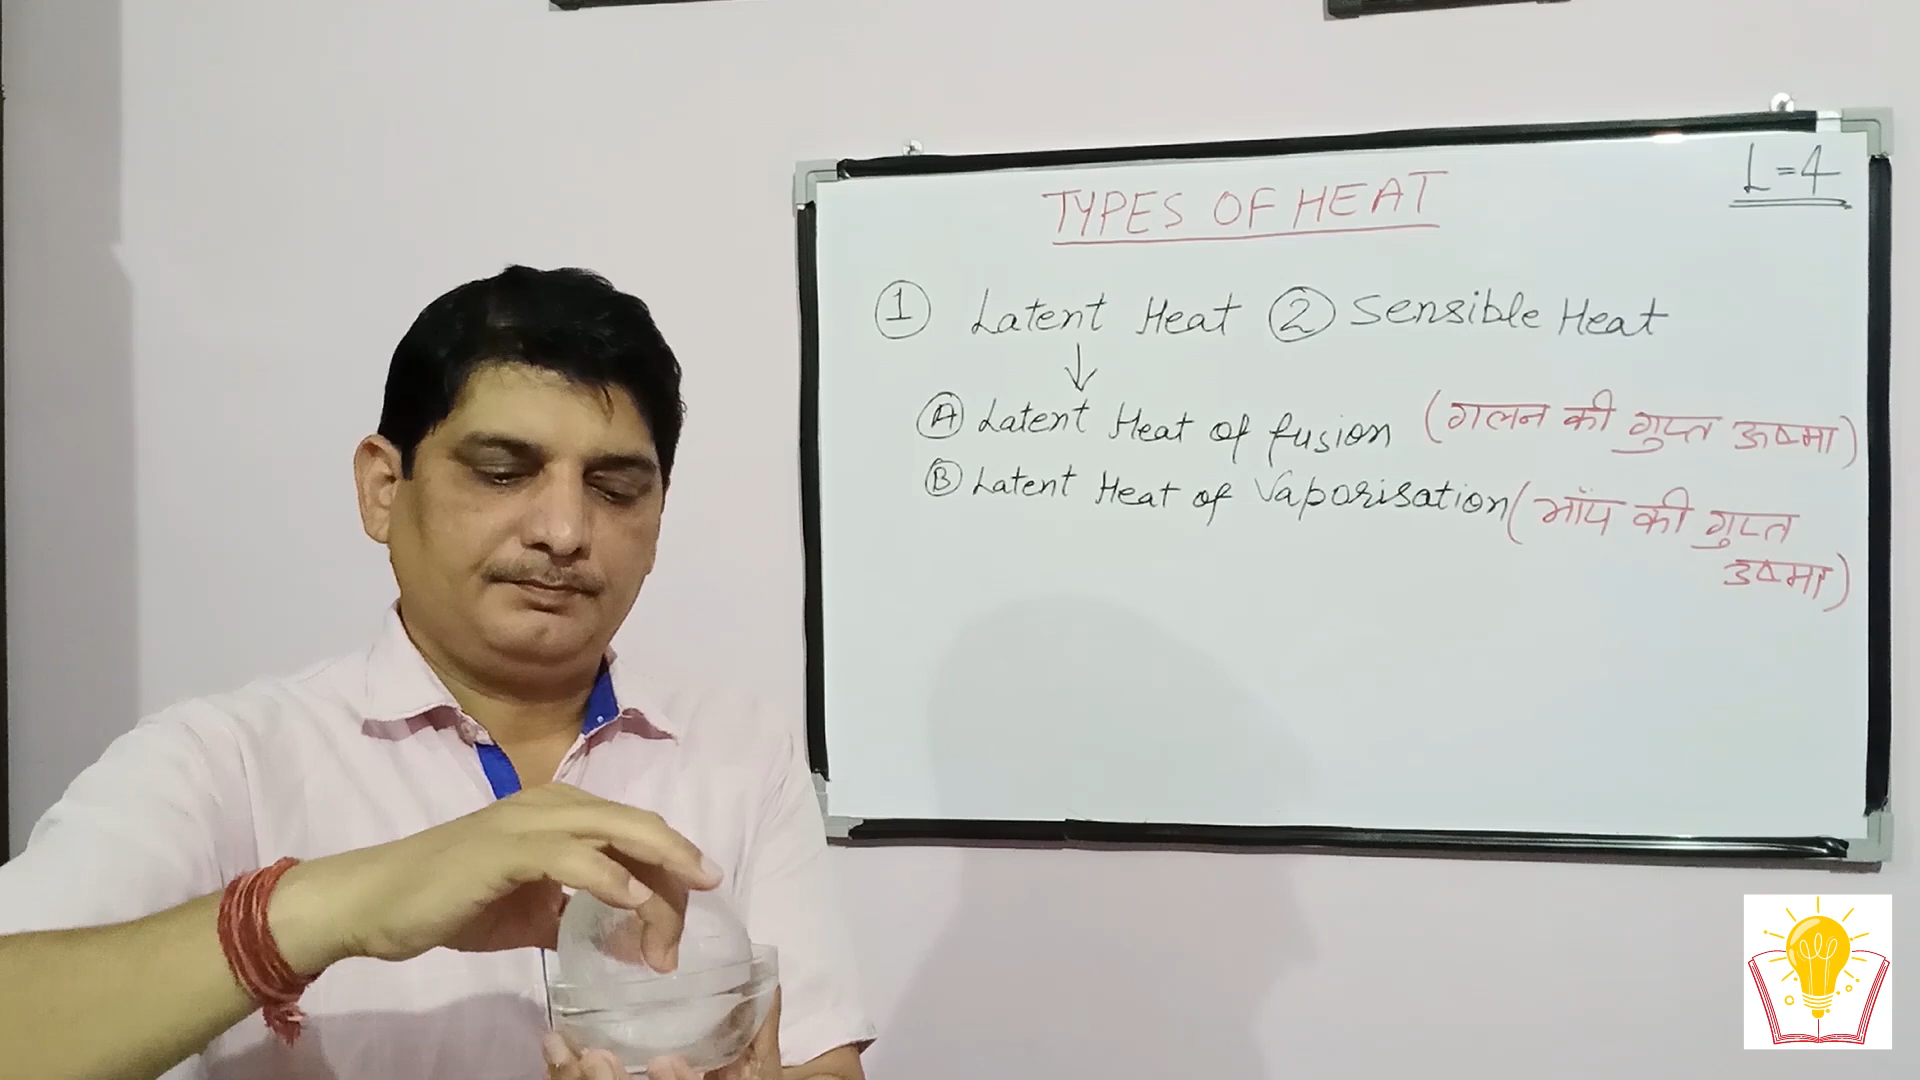 L=4
TYPES OF HEAT
① Latent Heat ② Sensible Heat
↓
Ⓐ Latent Heat of fusion (गलन की गुप्त ऊष्मा)
Ⓑ Latent Heat of Vaporisation (भॉप की गुप्त
उष्मा)